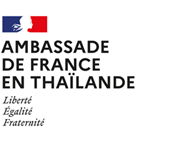 AMBASSADE
DE FRANCE
EN THAÏLANDE
Liberté
Égalité
Fraternité